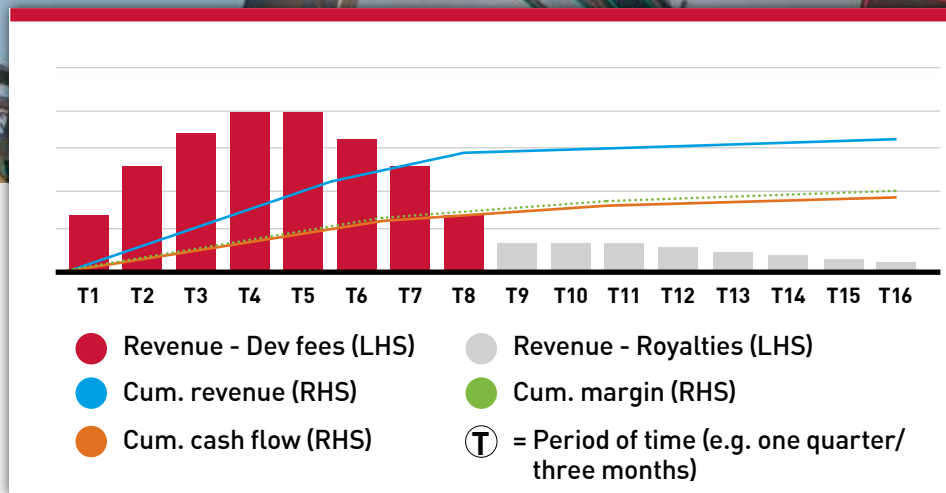 T1 T2 T3 T4 T5 T6 T7 T8 T9 T10 T11 T12 T13 T14 T15 T16
Revenue - Dev fees (LHS)
Revenue - Royalties (LHS)
Cum. revenue (RHS)
Cum. margin (RHS)
Cum. cash flow (RHS)
T = Period of time (e.g. one quarter/
three months)